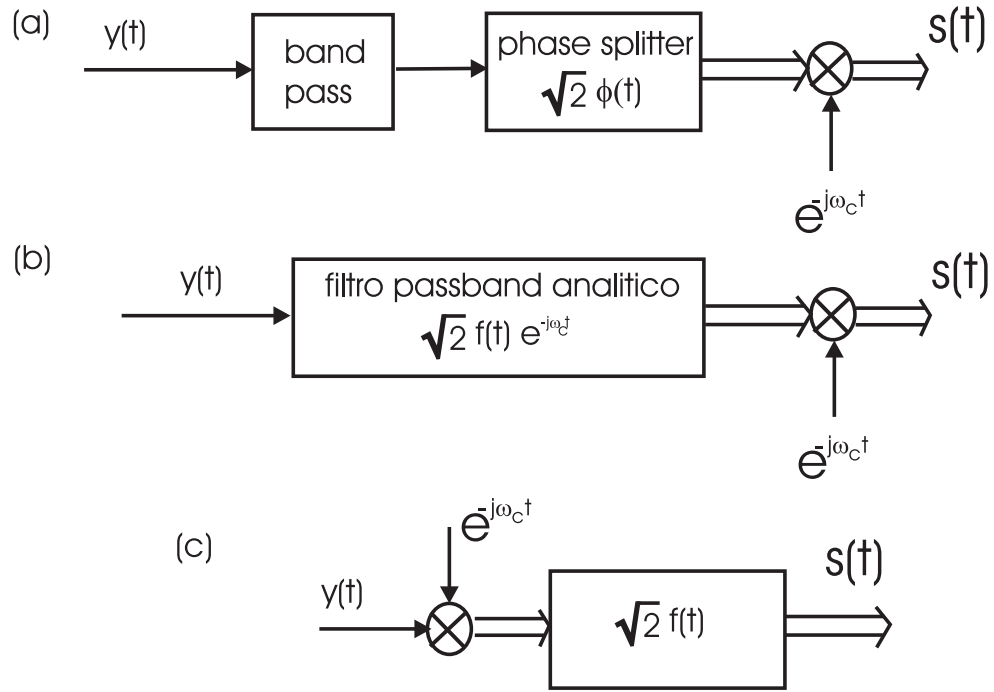 (a)
y(t)
band
pass
phase splitter
√2 ϕ(t)
s(t)
e^-jω_C t
(b)
y(t)
filtro passband analitico
√2 f(t) e^-jω_C t
s(t)
e^-jω_C t
e^-jω_C t
(c)
y(t)
√2 f(t)
s(t)